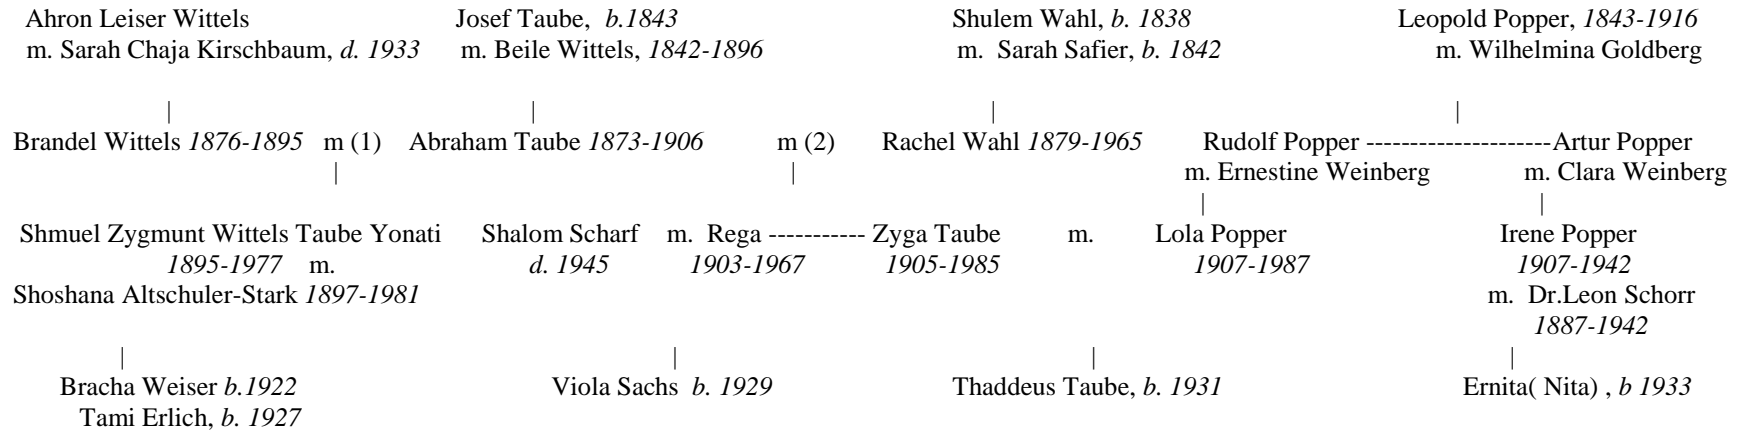 Ahron Leiser Wittels Josef Taube, b.1843 Shulem Wahl, b. 1838 Leopold Popper, 1843-1916
m. Sarah Chaja Kirschbaum, d. 1933 m. Beile Wittels, 1842-1896 m. Sarah Safier, b. 1842 m. Wilhelmina Goldberg
| | | |
Brandel Wittels 1876-1895 m (1) Abraham Taube 1873-1906 m (2) Rachel Wahl 1879-1965 Rudolf Popper ----------------------Artur Popper
| | m. Ernestine Weinberg m. Clara Weinberg
| |
Shmuel Zygmunt Wittels Taube Yonati Shalom Scharf m. Rega ----------- Zyga Taube m. Lola Popper Irene Popper
1895-1977 m. d. 1945 1903-1967 1905-1985 1907-1987 1907-1942
Shoshana Altschuler-Stark 1897-1981 m. Dr.Leon Schorr
1887-1942
| | | |
Bracha Weiser b.1922 Viola Sachs b. 1929 Thaddeus Taube, b. 1931 Ernita( Nita) , b 1933
Tami Erlich, b. 1927